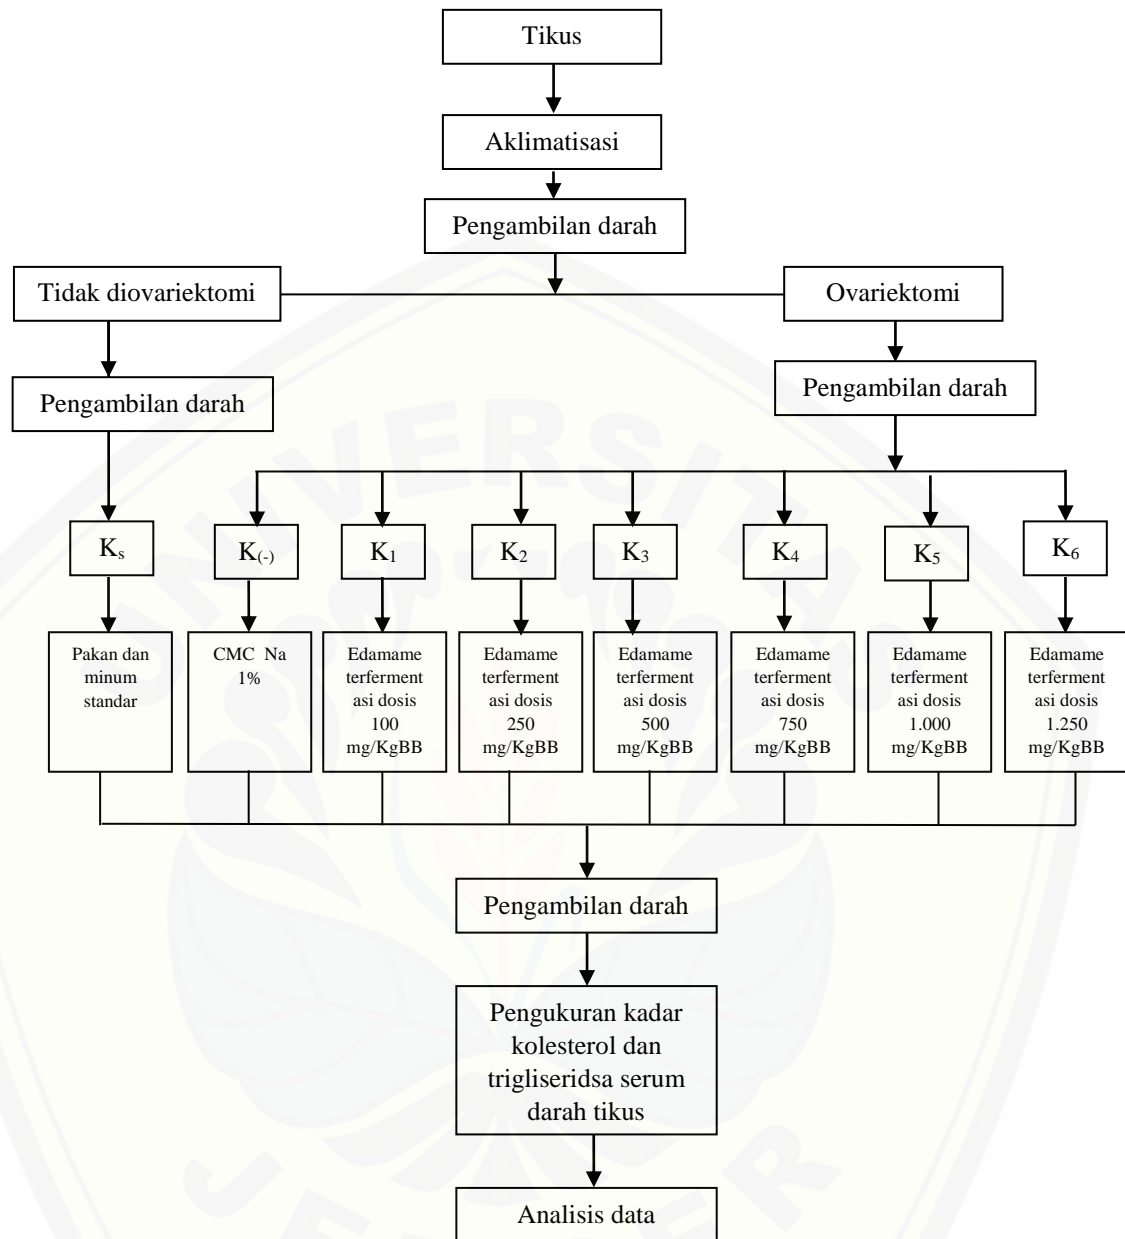 Tikus
Aklimatisasi
Pengambilan darah
Tidak diovariektomi
Ovariektomi
Pengambilan darah
Pengambilan darah
Ks
K(-)
K1
K2
K3
K4
K5
K6
Pakan dan
minum
standar
CMC Na
1%
Edamame
terferment
asi dosis
100
mg/KgBB
Edamame
terferment
asi dosis
250
mg/KgBB
Edamame
terferment
asi dosis
500
mg/KgBB
Edamame
terferment
asi dosis
750
mg/KgBB
Edamame
terferment
asi dosis
1.000
mg/KgBB
Edamame
terferment
asi dosis
1.250
mg/KgBB
Pengambilan darah
Pengukuran kadar
kolesterol dan
trigliseridsa serum
darah tikus
Analisis data
UNIVERSITAS
JEMBER